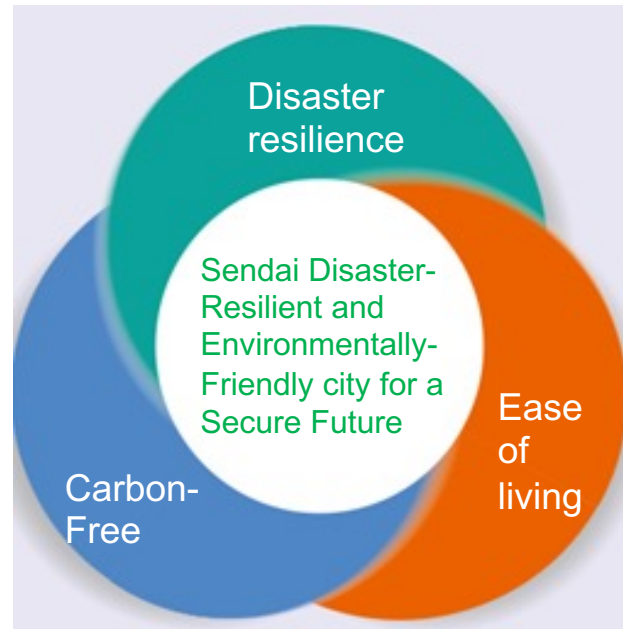 Disaster
resilience
Sendai Disaster-
Resilient and
Environmentally-
Friendly city for a
Secure Future
Ease
of
living
Carbon-
Free